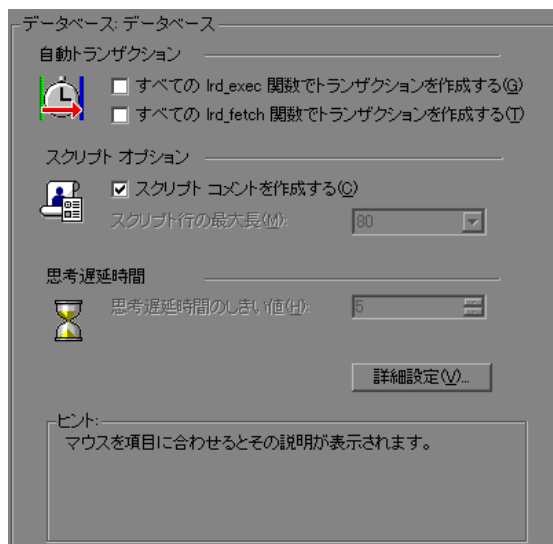 データベース: データベース
自動トランザクション
すべての lrd_exec 関数でトランザクションを作成する(G)
すべての lrd_fetch 関数でトランザクションを作成する(T)
スクリプト オプション
スクリプト コメントを作成する(C)
スクリプト行の最大長(M):
80
思考遅延時間
思考遅延時間のしきい値(H):
5
詳細設定(V)...
ヒント:
マウスを項目に合わせるとその説明が表示されます。